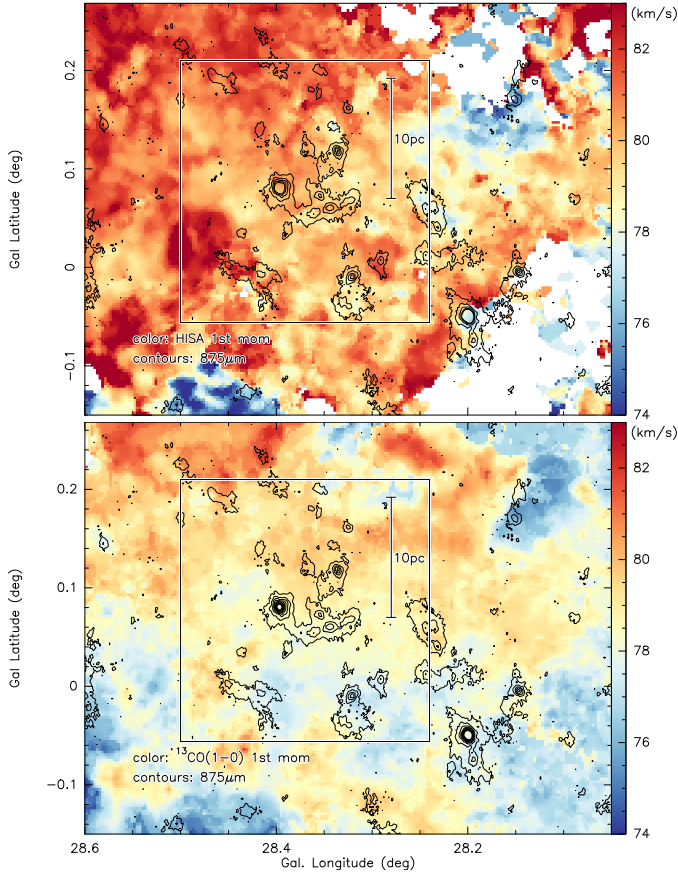 (km/s)
82
0.2
80
10pc
0.1
Gal Latitude (deg)
78
0
76
color: HISA 1st mom
contours: 875μm
−0.1
74
(km/s)
82
0.2
80
10pc
0.1
Gal Latitude (deg)
78
0
76
color: ¹³CO(1−0) 1st mom
contours: 875μm
−0.1
74
28.6 28.4 28.2
Gal. Longitude (deg)